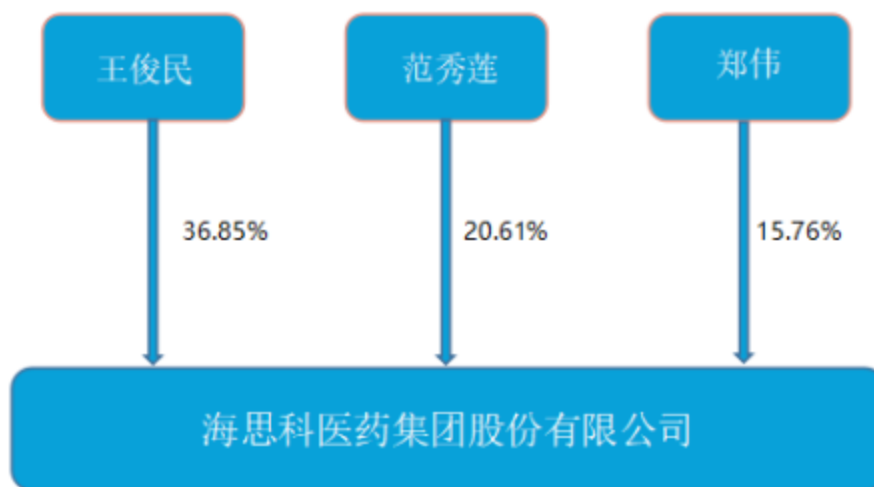 王俊民
范秀莲
郑伟
36.85%
20.61%
15.76%
海思科医药集团股份有限公司